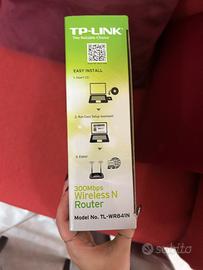 TP-LINK
The Reliable Choice
EASY INSTALL
1. Insert CD
2. Run Easy Setup Assistant
3. Enjoy!
300Mbps
Wireless N
Router
Model No. TL-WR841N
subito